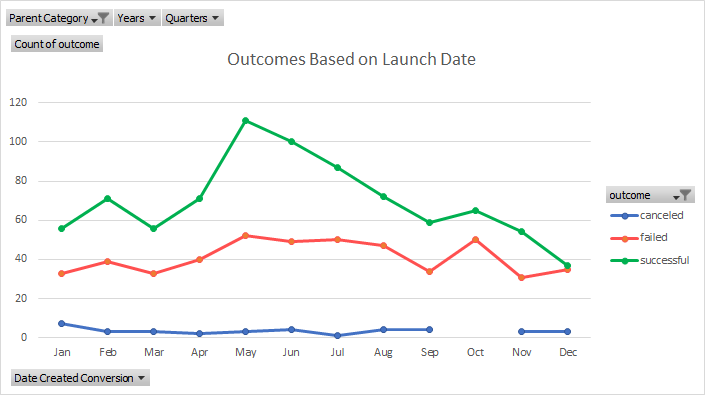 Parent Category Years Quarters
Count of outcome
Outcomes Based on Launch Date
120
100
80
60
40
20
0
Jan Feb Mar Apr May Jun Jul Aug Sep Oct Nov Dec
outcome
canceled
failed
successful
Date Created Conversion